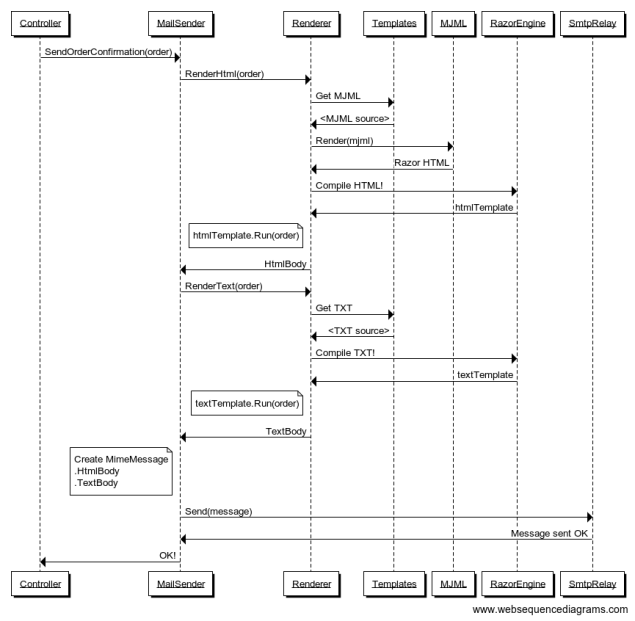 Controller MailSender Renderer Templates MJML RazorEngine SmtpRelay
SendOrderConfirmation(order)
RenderHtml(order)
Get MJML
<MJML source>
Render(mjml)
Razor HTML
Compile HTML!
htmlTemplate
htmlTemplate.Run(order)
HtmlBody
RenderText(order)
Get TXT
<TXT source>
Compile TXT!
textTemplate
textTemplate.Run(order)
TextBody
Create MimeMessage
.HtmlBody
.TextBody
Send(message)
Message sent OK
OK!
Controller MailSender Renderer Templates MJML RazorEngine SmtpRelay
www.websequencediagrams.com